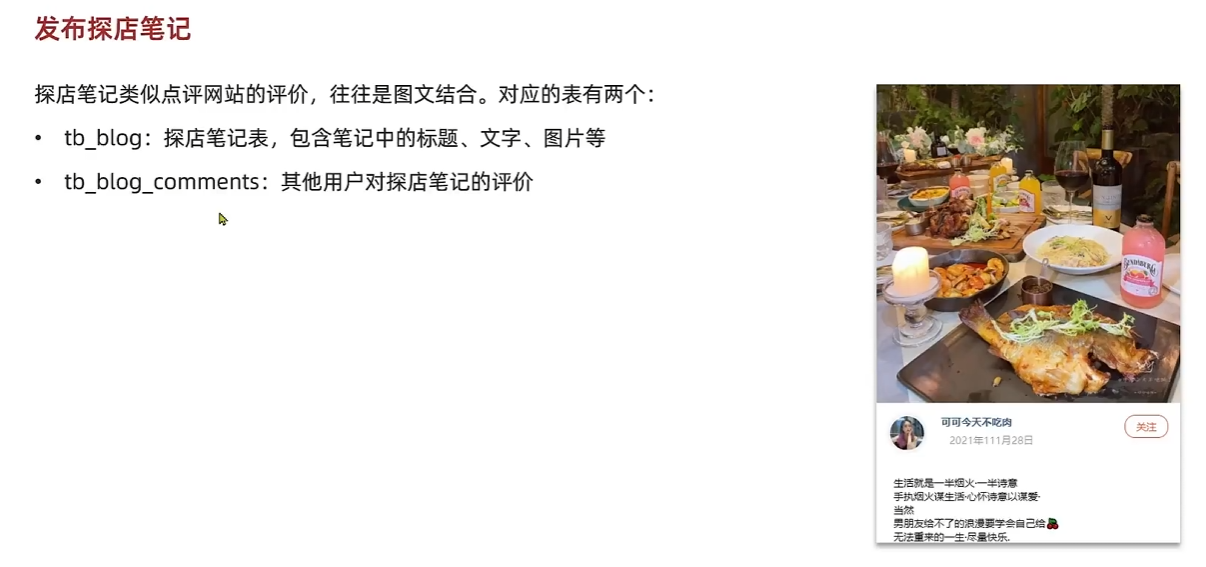 发布探店笔记
探店笔记类似点评网站的评价，往往是图文结合。对应的表有两个：
• tb_blog：探店笔记表，包含笔记中的标题、文字、图片等
• tb_blog_comments：其他用户对探店笔记的评价
可可今天不吃肉
2021年111月28日
关注
生活就是一半烟火·一半诗意
手执烟火谋生活·心怀诗意以谋爱·
当然
男朋友给不了的浪漫要学会自己给🍒
无法重来的一生·尽量快乐.